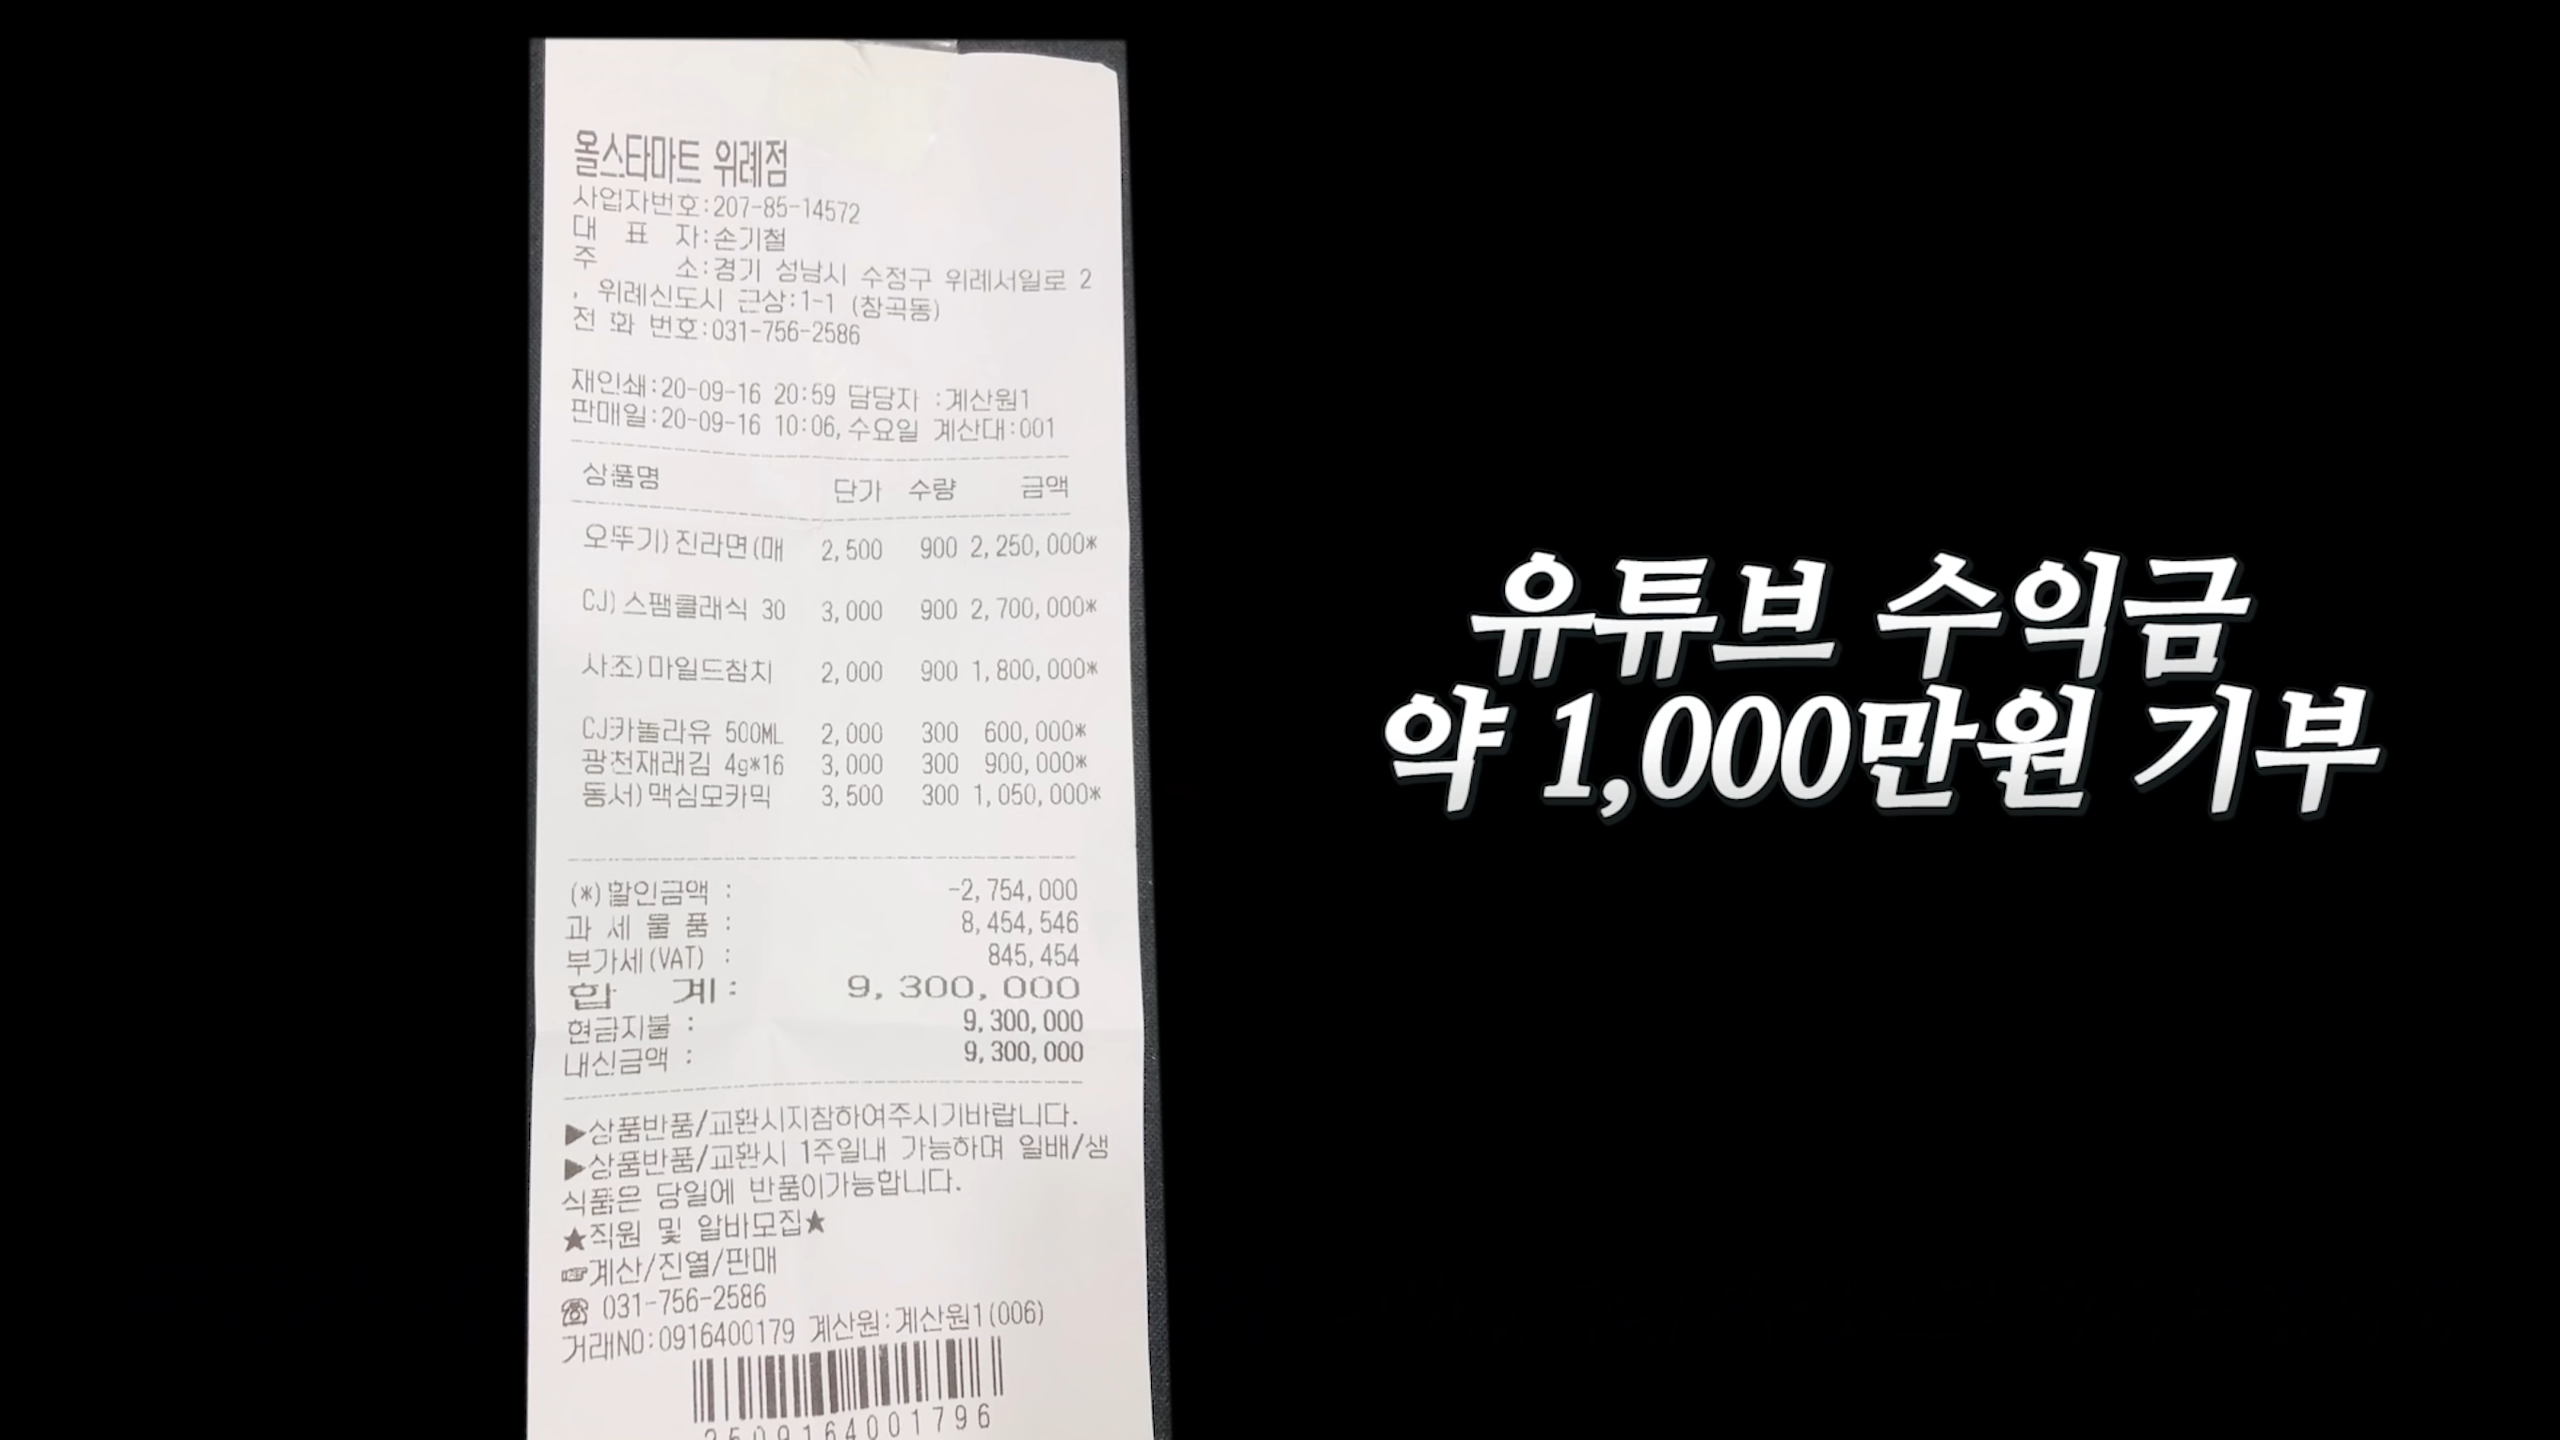 올스타마트 위례점
사업자번호:207-85-14572
대 표 자:손기철
주 소:경기 성남시 수정구 위례서일로 2
, 위례신도시 근상:1-1 (창곡동)
전 화 번호:031-756-2586
재인쇄:20-09-16 20:59 담당자 :계산원1
판매일:20-09-16 10:06, 수요일 계산대:001
상품명 단가 수량 금액
오뚜기)진라면(매 2,500 900 2,250,000*
CJ)스팸클래식 30 3,000 900 2,700,000*
사조)마일드참치 2,000 900 1,800,000*
CJ카놀라유 500ML 2,000 300 600,000*
광천재래김 4g*16 3,000 300 900,000*
동서)맥심모카믹 3,500 300 1,050,000*
(*)할인금액 : -2,754,000
과 세 물 품 : 8,454,546
부가세(VAT) : 845,454
합 계: 9,300,000
현금지불 : 9,300,000
내신금액 : 9,300,000
▶상품반품/교환시지참하여주시기바랍니다.
▶상품반품/교환시 1주일내 가능하며 일배/생
식품은 당일에 반품이가능합니다.
★직원 및 알바모집★
☞계산/진열/판매
☎ 031-756-2586
거래NO:0916400179 계산원:계산원1(006)
2509164001796
유튜브 수익금
약 1,000만원 기부